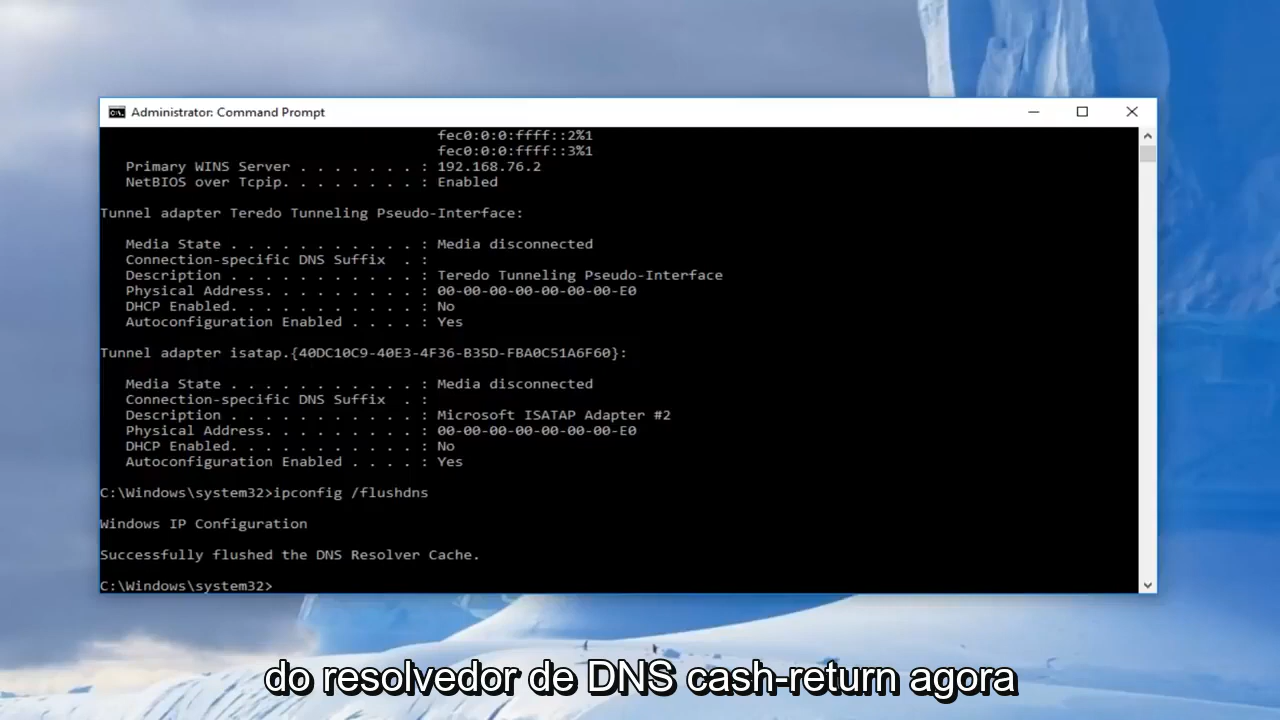 Administrator: Command Prompt
fec0:0:0:ffff::2%1
fec0:0:0:ffff::3%1
Primary WINS Server . . . . . . . : 192.168.76.2
NetBIOS over Tcpip. . . . . . . . : Enabled
Tunnel adapter Teredo Tunneling Pseudo-Interface:
Media State . . . . . . . . . . . : Media disconnected
Connection-specific DNS Suffix . :
Description . . . . . . . . . . . : Teredo Tunneling Pseudo-Interface
Physical Address. . . . . . . . . : 00-00-00-00-00-00-00-E0
DHCP Enabled. . . . . . . . . . . : No
Autoconfiguration Enabled . . . . : Yes
Tunnel adapter isatap.{40DC10C9-40E3-4F36-B35D-FBA0C51A6F60}:
Media State . . . . . . . . . . . : Media disconnected
Connection-specific DNS Suffix . :
Description . . . . . . . . . . . : Microsoft ISATAP Adapter #2
Physical Address. . . . . . . . . : 00-00-00-00-00-00-00-E0
DHCP Enabled. . . . . . . . . . . : No
Autoconfiguration Enabled . . . . : Yes
C:\Windows\system32>ipconfig /flushdns
Windows IP Configuration
Successfully flushed the DNS Resolver Cache.
C:\Windows\system32>
do resolvedor de DNS cash-return agora